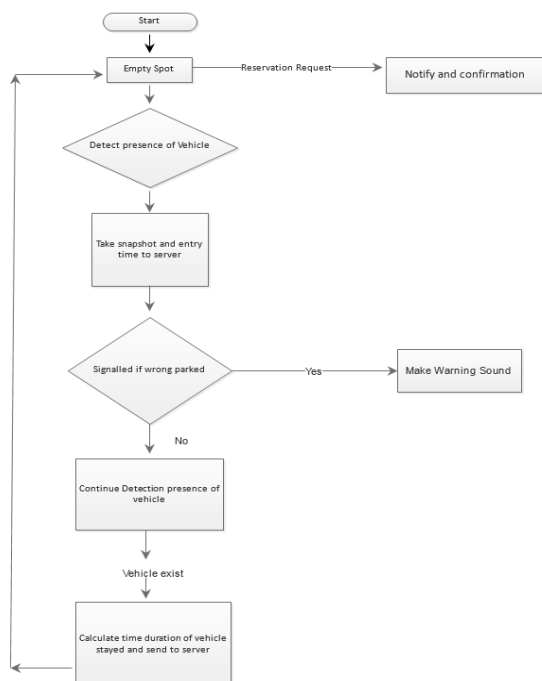 Start
Empty Spot
Reservation Request
Notify and confirmation
Detect presence of Vehicle
Take snapshot and entry
time to server
Signalled if wrong parked
Yes
Make Warning Sound
No
Continue Detection presence of
vehicle
Vehicle exist
Calculate time duration of vehicle
stayed and send to server